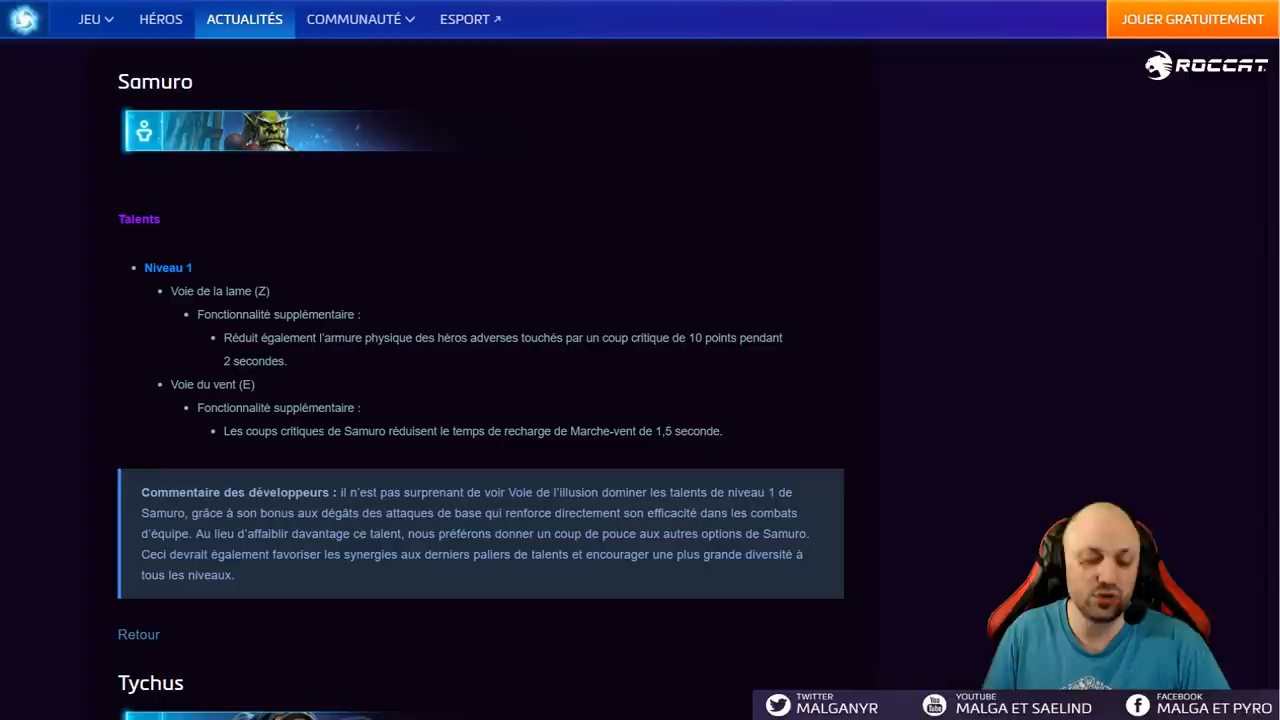 JEU HÉROS ACTUALITÉS COMMUNAUTÉ ESPORT JOUER GRATUITEMENT
ROCCAT
Samuro
Talents
Niveau 1
Voie de la lame (Z)
Fonctionnalité supplémentaire :
Réduit également l'armure physique des héros adverses touchés par un coup critique de 10 points pendant
2 secondes.
Voie du vent (E)
Fonctionnalité supplémentaire :
Les coups critiques de Samuro réduisent le temps de recharge de Marche-vent de 1,5 seconde.
Commentaire des développeurs : il n'est pas surprenant de voir Voie de l'illusion dominer les talents de niveau 1 de
Samuro, grâce à son bonus aux dégâts des attaques de base qui renforce directement son efficacité dans les combats
d'équipe. Au lieu d'affaiblir davantage ce talent, nous préférons donner un coup de pouce aux autres options de Samuro.
Ceci devrait également favoriser les synergies aux derniers paliers de talents et encourager une plus grande diversité à
tous les niveaux.
Retour
Tychus
TWITTER
MALGANYR
YOUTUBE
MALGA ET SAELIND
FACEBOOK
MALGA ET PYRO